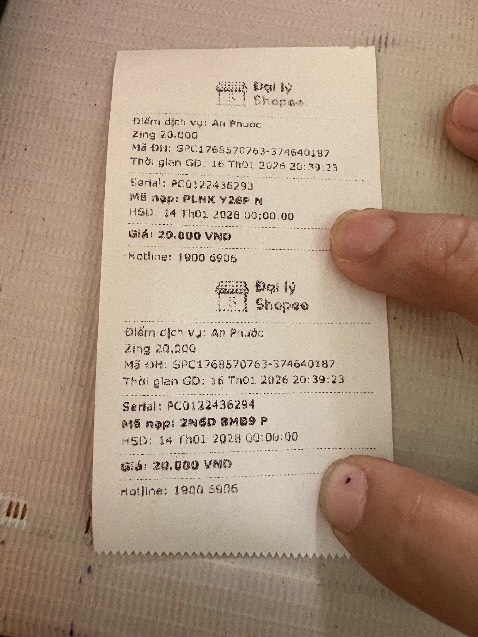 Đại lý
Shopee
Điểm dịch vụ: An Phước
Zing 20.000
Mã ĐH: SPC1768570763-374640187
Thời gian GD: 16 Th01 2026 20:39:23
Serial: PC0122436293
Mã nạp: PLNX Y26P N
HSD: 14 Th01 2028 00:00:00
Giá: 20.000 VND
Hotline: 1900 6906
Đại lý
Shopee
Điểm dịch vụ: An Phước
Zing 20.000
Mã ĐH: SPC1768570763-374640187
Thời gian GD: 16 Th01 2026 20:39:23
Serial: PC0122436294
Mã nạp: 2N6D BMB9 P
HSD: 14 Th01 2028 00:00:00
Giá: 20.000 VND
Hotline: 1900 6906